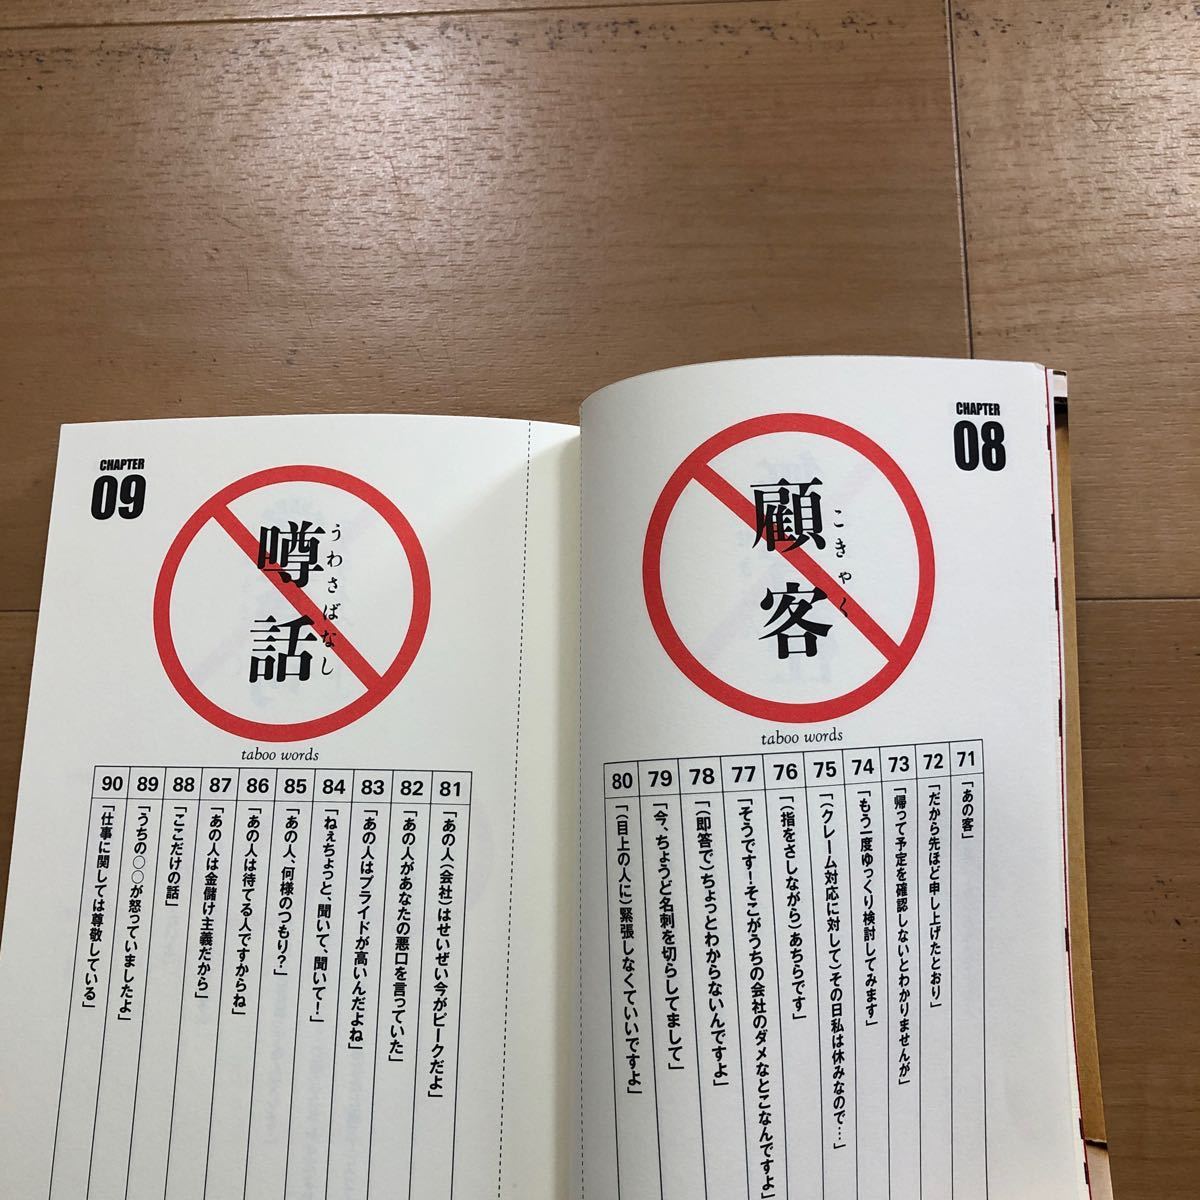 CHAPTER
08
顧客
こきゃく
taboo words
71
「あの客」
72
「だから先ほど申し上げたとおり」
73
「帰って予定を確認しないとわかりませんが」
74
「もう一度ゆっくり検討してみます」
75
「(クレーム対応に対して)その日私は休みなので…」
76
「(指をさしながら)あちらです」
77
「そうです!そこがうちの会社のダメなとこなんですよ」
78
「(即答で)ちょっとわからないんですよ」
79
「今、ちょうど名刺を切らしてまして」
80
「(目上の人に)緊張しなくていいですよ」
CHAPTER
09
噂話
うわさばなし
taboo words
81
「あの人(会社)はせいぜい今がピークだよ」
82
「あの人があなたの悪口を言っていた」
83
「あの人はプライドが高いんだよね」
84
「ねぇちょっと、聞いて、聞いて!」
85
「あの人、何様のつもり?」
86
「あの人は待てる人ですからね」
87
「あの人は金儲け主義だから」
88
「ここだけの話」
89
「うちの○○が怒っていましたよ」
90
「仕事に関しては尊敬している」